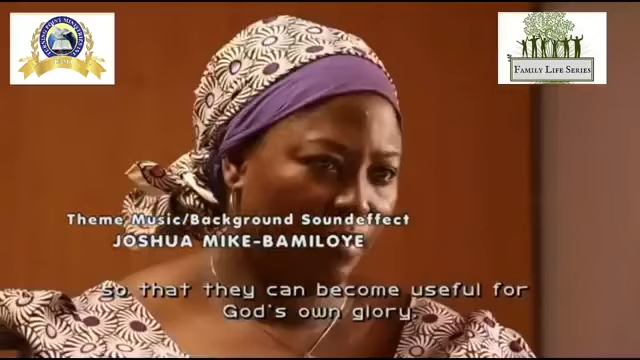 Family Life Series
Theme Music/Background Soundeffect
JOSHUA MIKE-BAMILOYE
so that they can become useful for
God's own glory.